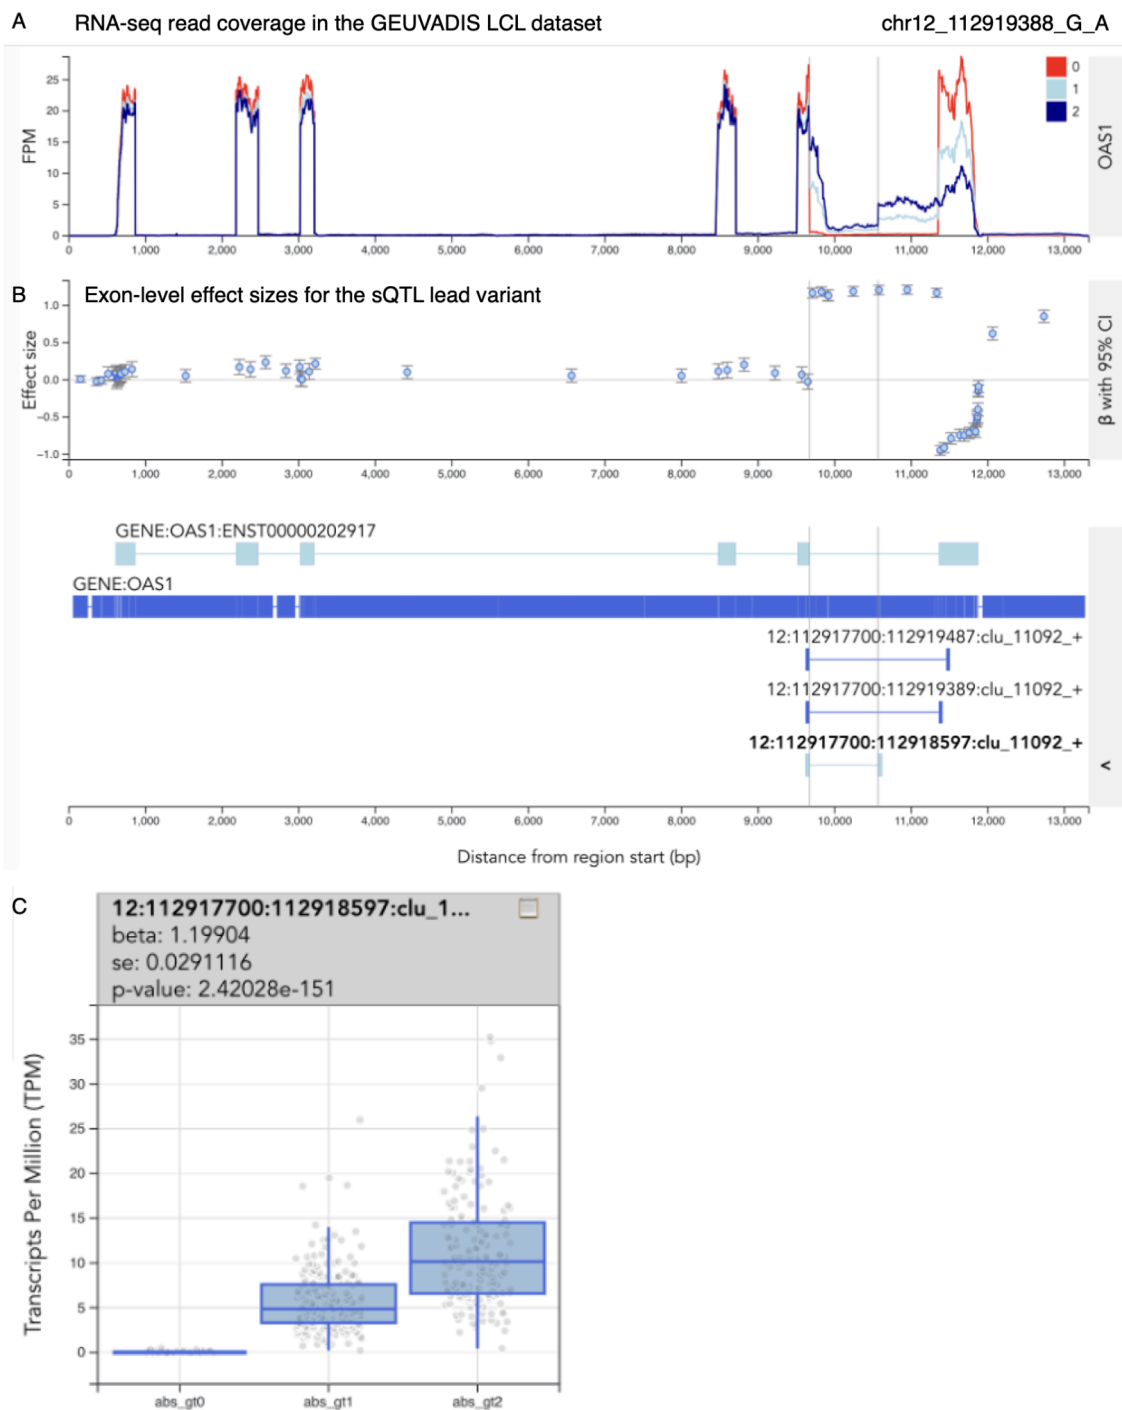 A RNA-seq read coverage in the GEUVADIS LCL dataset chr12_112919388_G_A
FPM
25
20
15
10
5
0
0
1
2
OAS1
0 1,000 2,000 3,000 4,000 5,000 6,000 7,000 8,000 9,000 10,000 11,000 12,000 13,000
B Exon-level effect sizes for the sQTL lead variant
Effect size
1.0
0.5
0.0
−0.5
−1.0
β with 95% CI
0 1,000 2,000 3,000 4,000 5,000 6,000 7,000 8,000 9,000 10,000 11,000 12,000 13,000
GENE:OAS1:ENST00000202917
GENE:OAS1
12:112917700:112919487:clu_11092_+
12:112917700:112919389:clu_11092_+
12:112917700:112918597:clu_11092_+
<
0 1,000 2,000 3,000 4,000 5,000 6,000 7,000 8,000 9,000 10,000 11,000 12,000 13,000
Distance from region start (bp)
C
12:112917700:112918597:clu_1...
beta: 1.19904
se: 0.0291116
p-value: 2.42028e-151
Transcripts Per Million (TPM)
35
30
25
20
15
10
5
0
abs_gt0 abs_gt1 abs_gt2